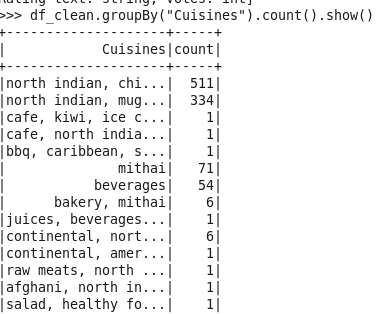 Rating text: string, Votes: int]
>>> df_clean.groupBy("Cuisines").count().show()
+--------------------+-----+
|            Cuisines|count|
+--------------------+-----+
|north indian, chi...|  511|
|north indian, mug...|  334|
|cafe, kiwi, ice c...|    1|
|cafe, north india...|    1|
|bbq, caribbean, s...|    1|
|              mithai|   71|
|           beverages|   54|
|      bakery, mithai|    6|
|juices, beverages...|    1|
|continental, nort...|    6|
|continental, amer...|    1|
|raw meats, north ...|    1|
|afghani, north in...|    1|
|salad, healthy fo...|    1|